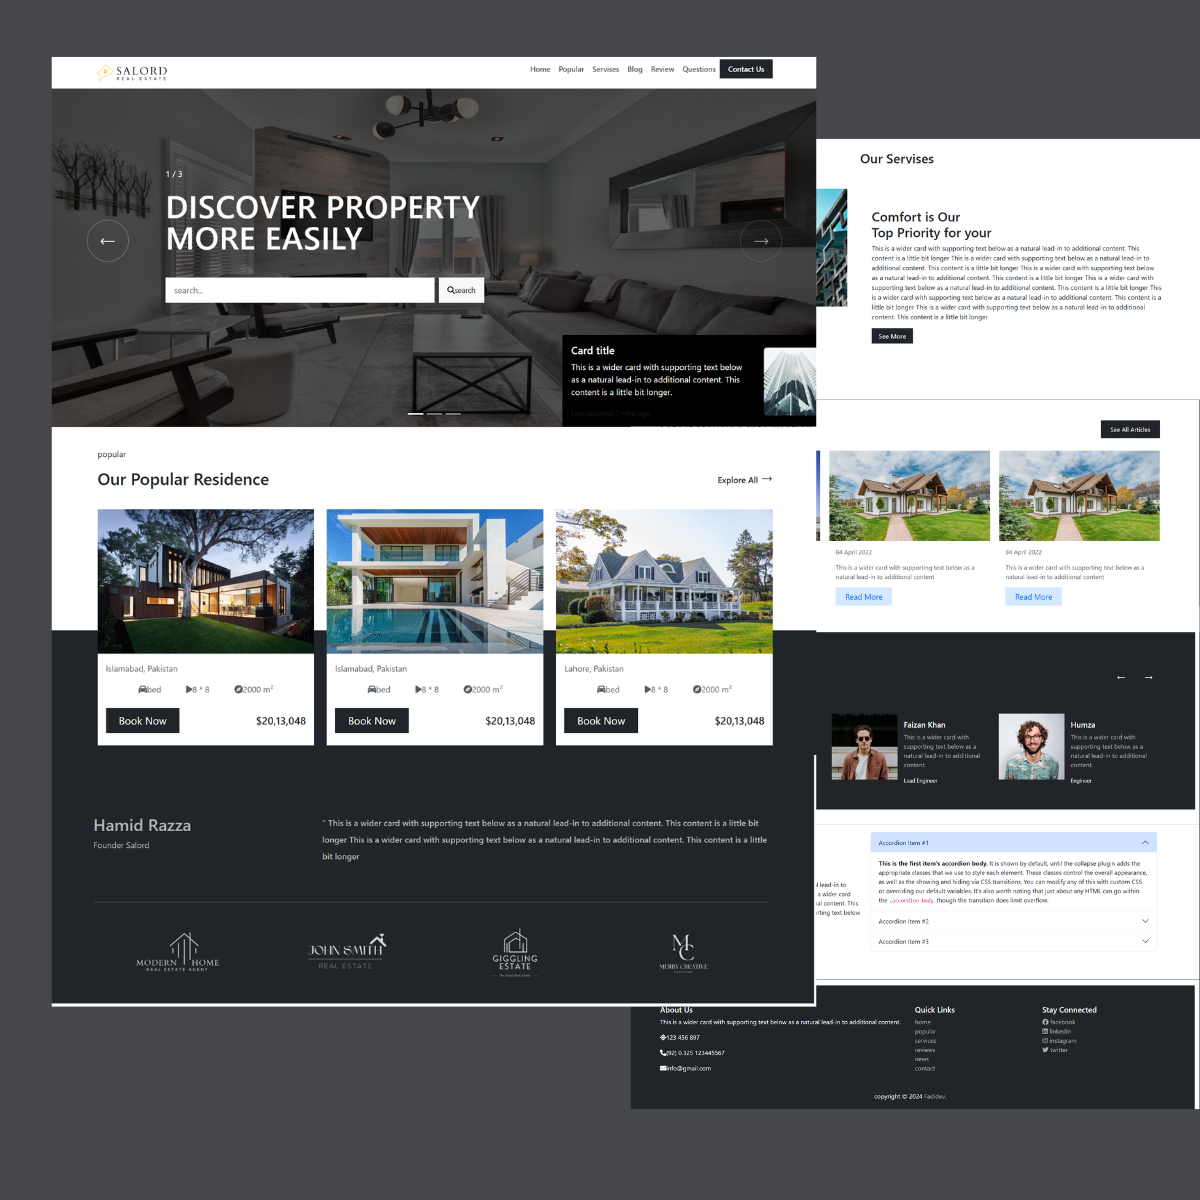 SALORD
REAL ESTATE
Home Popular Servises Blog Review Questions Contact Us
1 / 3
DISCOVER PROPERTY
MORE EASILY
search...
search
Card title
This is a wider card with supporting text below
as a natural lead-in to additional content. This
content is a little bit longer.
Last updated 3 mins ago
popular
Our Popular Residence
Explore All →
Islamabad, Pakistan
bed 8 * 8 2000 m²
Book Now $20,13,048
Islamabad, Pakistan
bed 8 * 8 2000 m²
Book Now $20,13,048
Lahore, Pakistan
bed 8 * 8 2000 m²
Book Now $20,13,048
Hamid Razza
Founder Salord
" This is a wider card with supporting text below as a natural lead-in to additional content. This content is a little bit
longer This is a wider card with supporting text below as a natural lead-in to additional content. This content is a little
bit longer
MODERN HOME
REAL ESTATE AGENT
JOHN SMITH
REAL ESTATE
GIGGLING
ESTATE
MC
MERRY CREATIVE
Our Servises
Comfort is Our
Top Priority for your
This is a wider card with supporting text below as a natural lead-in to additional content. This
content is a little bit longer This is a wider card with supporting text below as a natural lead-in to
additional content. This content is a little bit longer This is a wider card with supporting text below
as a natural lead-in to additional content. This content is a little bit longer This is a wider card with
supporting text below as a natural lead-in to additional content. This content is a little bit longer This
is a wider card with supporting text below as a natural lead-in to additional content. This content is a
little bit longer This is a wider card with supporting text below as a natural lead-in to additional
content. This content is a little bit longer
See More
See All Articles
04 April 2022
This is a wider card with supporting text below as a
natural lead-in to additional content
Read More
04 April 2022
This is a wider card with supporting text below as a
natural lead-in to additional content
Read More
← →
Faizan Khan
This is a wider card with
supporting text below as a
natural lead-in to additional
content.
Lead Engineer
Humza
This is a wider card with
supporting text below as a
natural lead-in to additional
content.
Engineer
l lead-in to
a wider card
al content. This
rting text below
Accordion Item #1
This is the first item's accordion body. It is shown by default, until the collapse plugin adds the
appropriate classes that we use to style each element. These classes control the overall appearance,
as well as the showing and hiding via CSS transitions. You can modify any of this with custom CSS
or overriding our default variables. It's also worth noting that just about any HTML can go within
the .accordion-body, though the transition does limit overflow.
Accordion Item #2
Accordion Item #3
About Us
This is a wider card with supporting text below as a natural lead-in to additional content.
123 456 897
(92) 0.325 123445567
info@gmail.com
Quick Links
home
popular
services
reviews
news
contact
Stay Connected
facebook
linkedin
instagram
twitter
copyright © 2024 Fadidev.